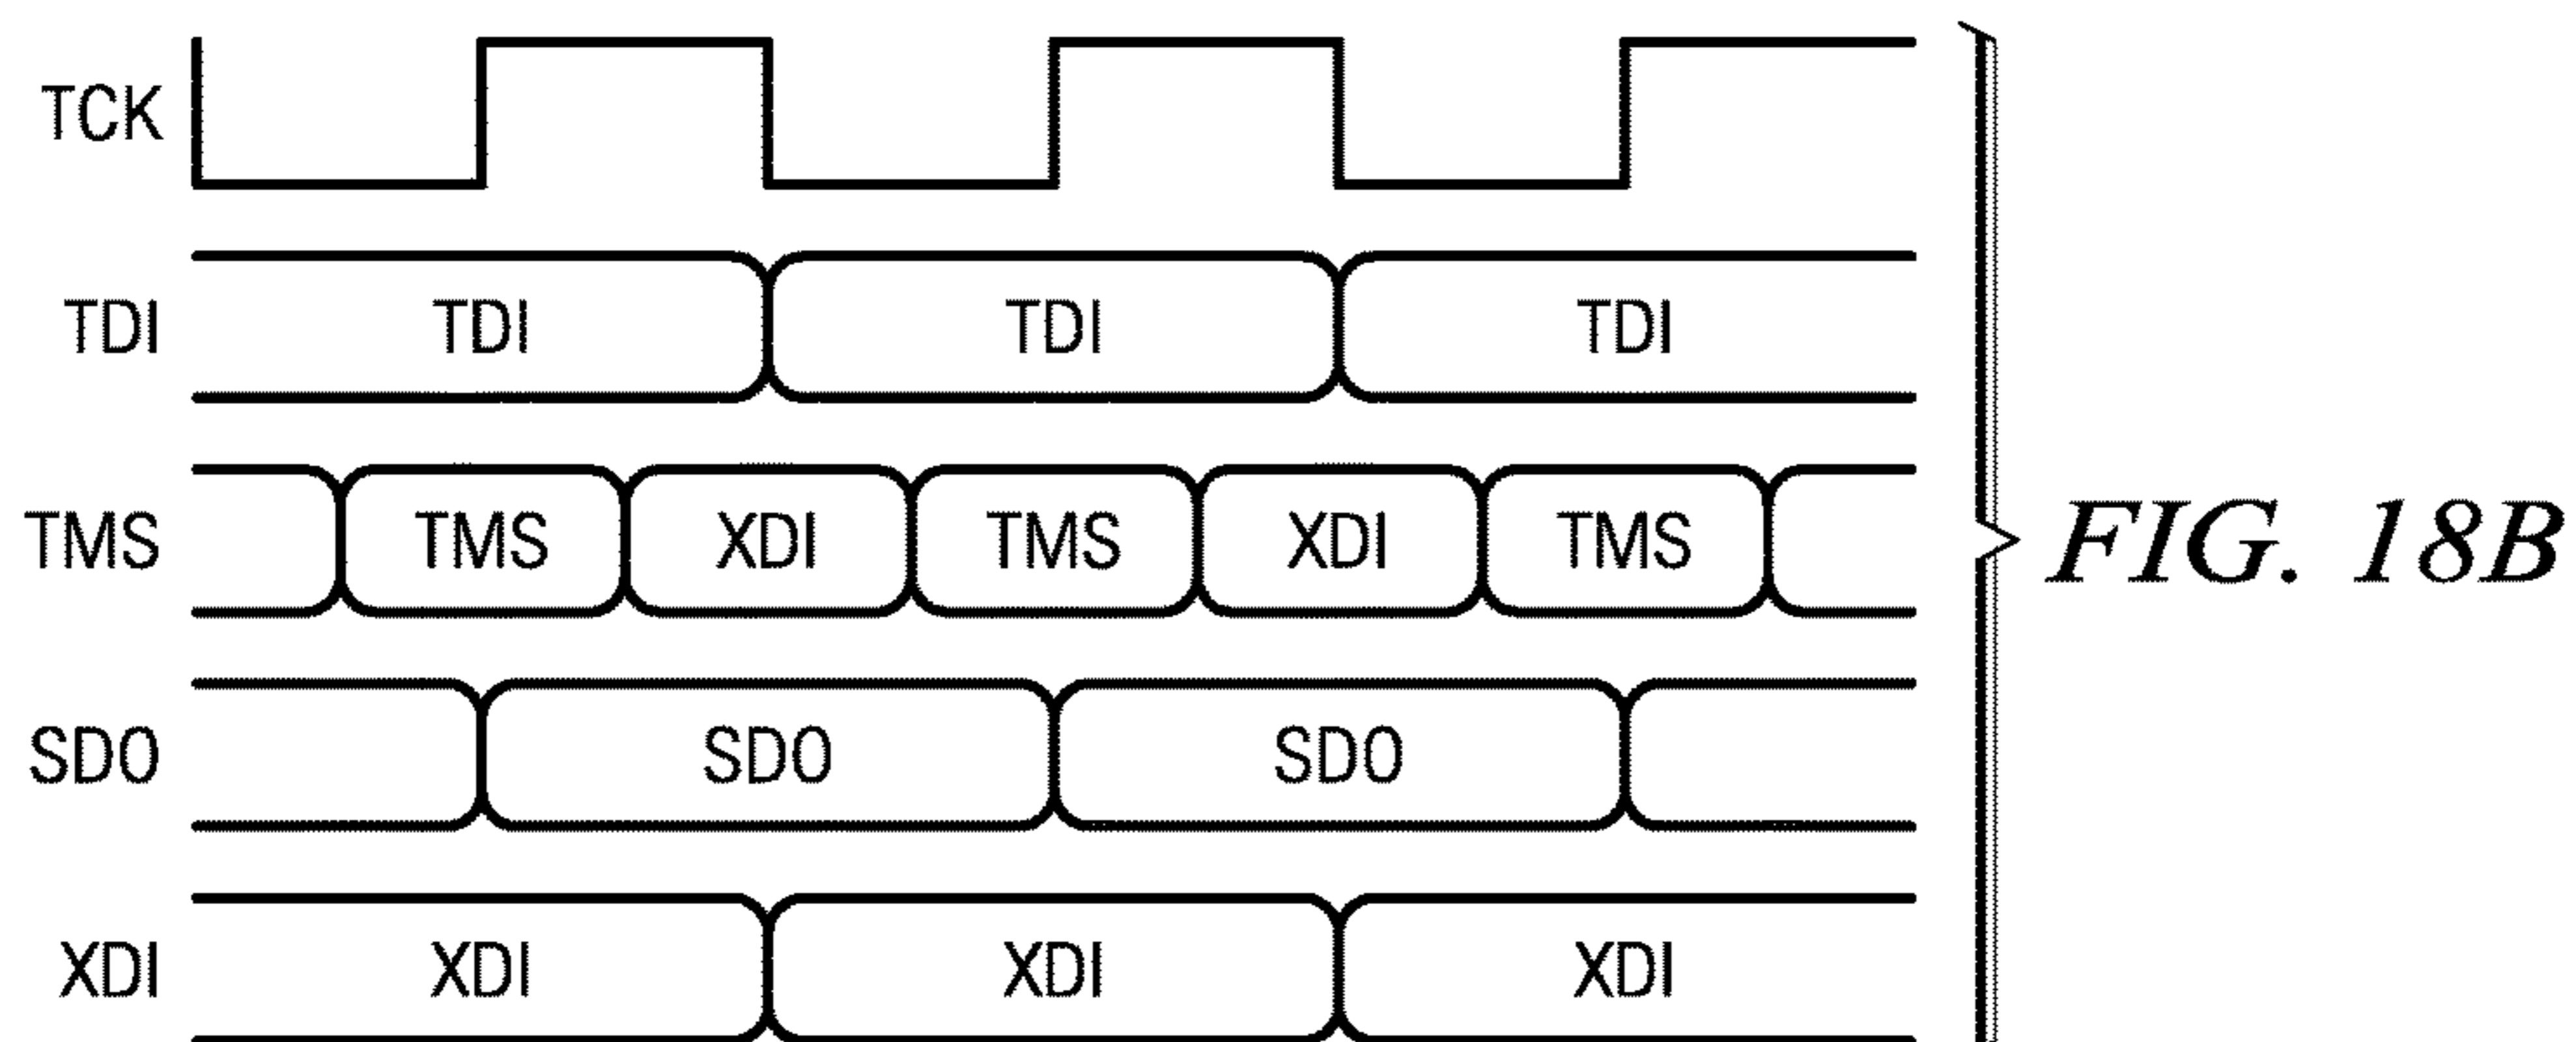 TCK
TDI TDI TDI TDI
TMS TMS XDI TMS XDI TMS
SDO SDO SDO
XDI XDI XDI XDI
FIG. 18B